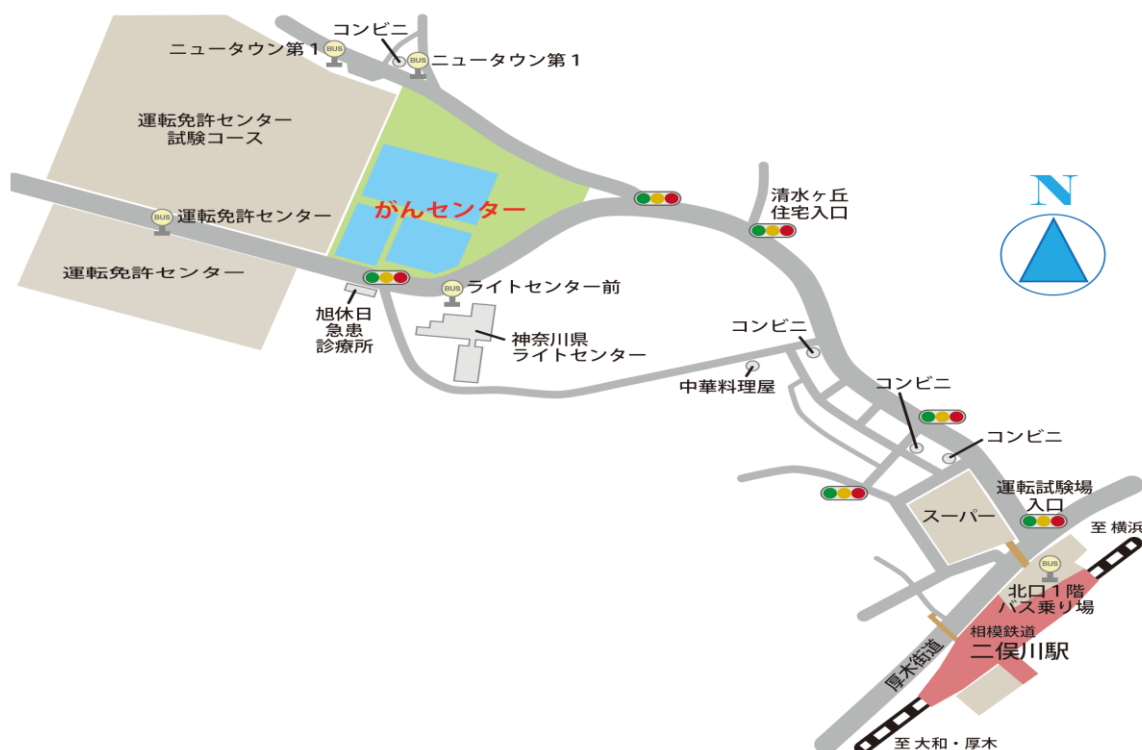 コンビニ
ニュータウン第1
BUS
BUS
ニュータウン第1
運転免許センター
試験コース
N
がんセンター
清水ヶ丘
住宅入口
BUS
運転免許センター
運転免許センター
BUS
ライトセンター前
旭休日
急患
診療所
神奈川県
ライトセンター
コンビニ
中華料理屋
コンビニ
コンビニ
運転試験場
入口
スーパー
至 横浜
BUS
北口1階
バス乗り場
相模鉄道
二俣川駅
厚木街道
至 大和・厚木